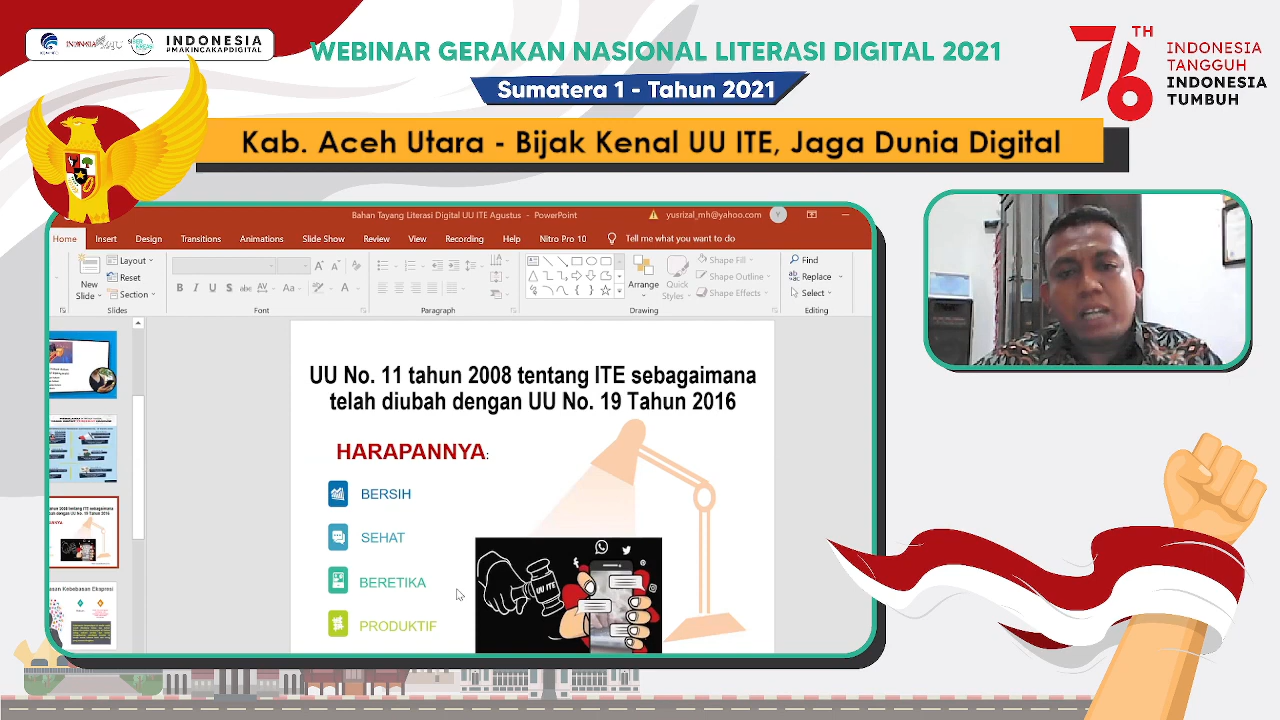 INDONESIA
#MAKINCAKAPDIGITAL
WEBINAR GERAKAN NASIONAL LITERASI DIGITAL 2021
Sumatera 1 - Tahun 2021
76TH
INDONESIA
TANGGUH
INDONESIA
TUMBUH
Kab. Aceh Utara - Bijak Kenal UU ITE, Jaga Dunia Digital
Bahan Tayang Literasi Digital UU ITE Agustus - PowerPoint
yusrizal_mh@yahoo.com
Y
Home Insert Design Transitions Animations Slide Show Review View Recording Help Nitro Pro 10 Tell me what you want to do
New
Slide
Layout
Reset
Section
Slides
B I U S abc AV Aa A
Font
Paragraph
Arrange
Quick
Styles
Shape Fill
Shape Outline
Shape Effects
Drawing
Find
Replace
Select
Editing
UU No. 11 tahun 2008 tentang ITE sebagaimana
telah diubah dengan UU No. 19 Tahun 2016
HARAPANNYA:
BERSIH
SEHAT
BERETIKA
PRODUKTIF
UU ITE